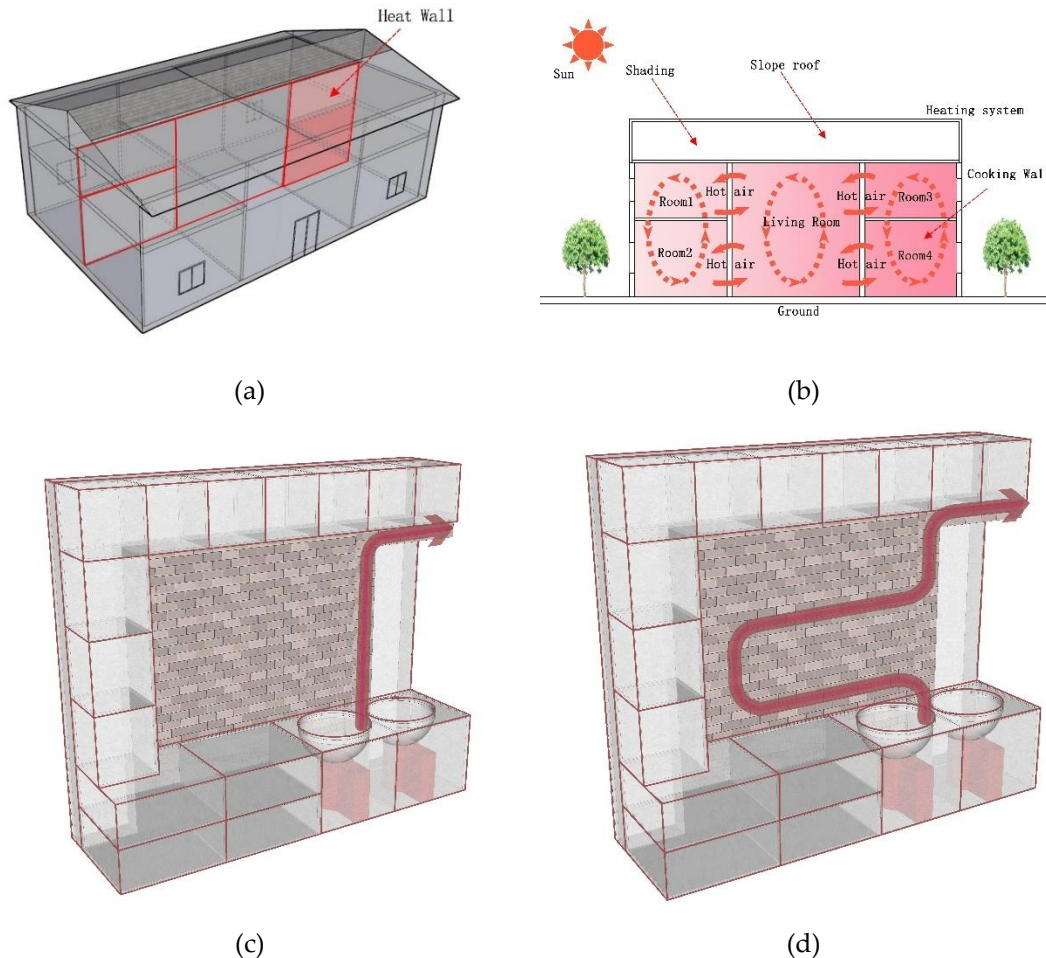 Heat Wall
Sun
Shading
Slope roof
Heating system
Cooking Wal
Room1
Hot air
Living Room
Hot air
Room3
Room2
Hot air
Hot air
Room4
Ground
(a)
(b)
(c)
(d)